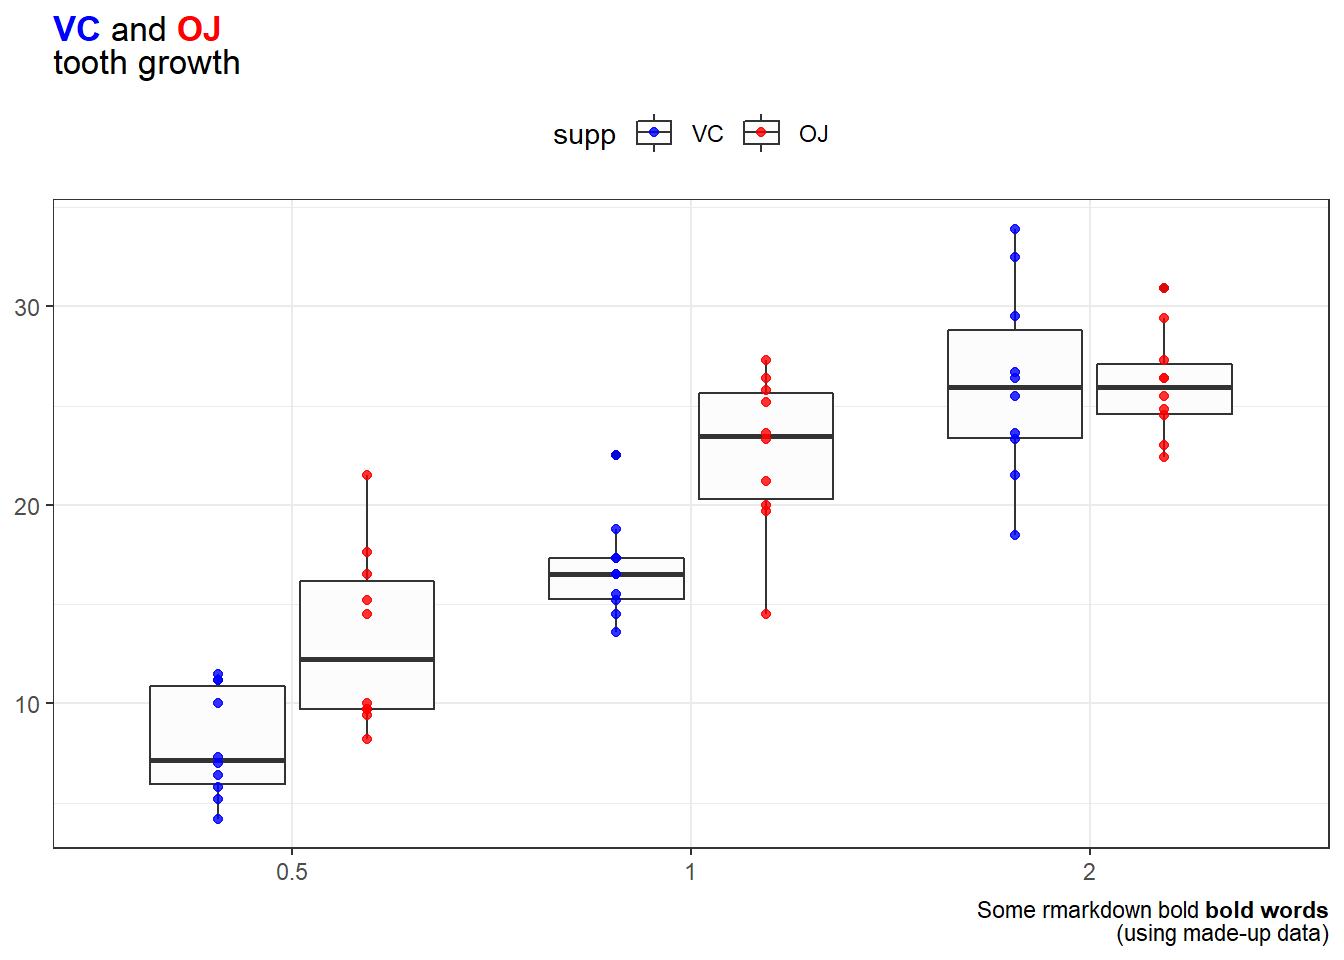 VC and OJ
tooth growth
supp VC OJ
30
20
10
0.5 1 2
Some rmarkdown bold bold words
(using made-up data)